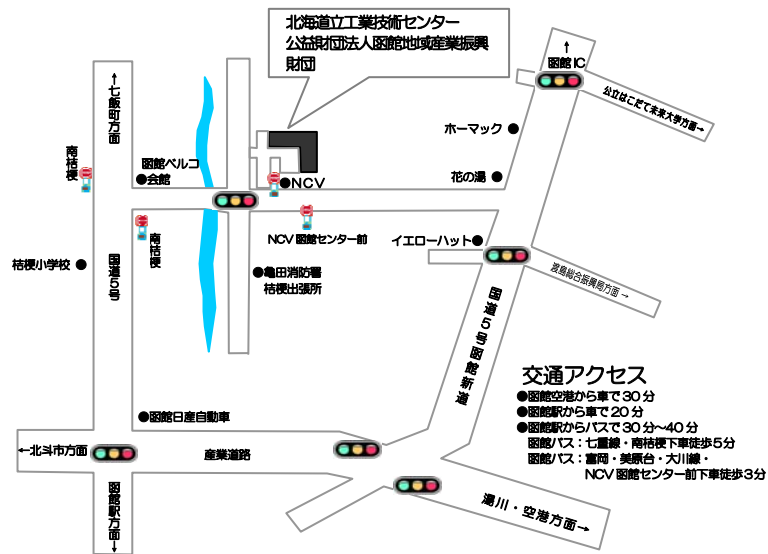 北海道立工業技術センター
公益財団法人函館地域産業振興
財団
↑
函館IC
公立はこだて未来大学方面→
←七飯町方面
ホーマック●
南桔梗
函館ベルコ
●会館
花の湯●
●NCV
南桔梗
NCV函館センター前
イエローハット●
桔梗小学校●
国道5号
●亀田消防署
桔梗出張所
渡島総合振興局方面→
国道5号函館新道
交通アクセス
●函館空港から車で30分
●函館駅から車で20分
●函館駅からバスで30分～40分
函館バス：七重線・南桔梗下車徒歩5分
函館バス：富岡・美原台・大川線・
NCV函館センター前下車徒歩3分
●函館日産自動車
←北斗市方面
産業道路
函館駅方面→
湯川・空港方面→